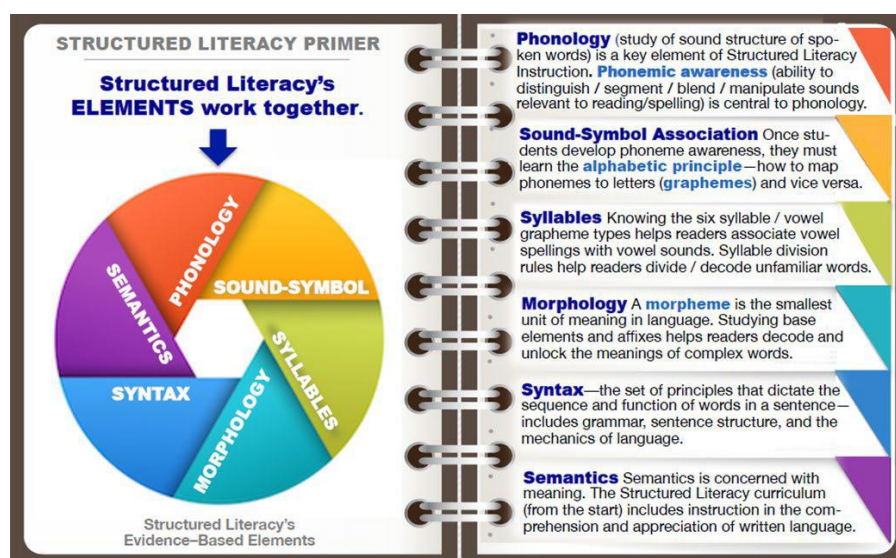 STRUCTURED LITERACY PRIMER
Structured Literacy's
ELEMENTS work together.
PHONOLOGY
SOUND-SYMBOL
SYLLABLES
MORPHOLOGY
SYNTAX
SEMANTICS
Structured Literacy's
Evidence–Based Elements
Phonology (study of sound structure of spo-
ken words) is a key element of Structured Literacy
Instruction. Phonemic awareness (ability to
distinguish / segment / blend / manipulate sounds
relevant to reading/spelling) is central to phonology.
Sound-Symbol Association Once stu-
dents develop phoneme awareness, they must
learn the alphabetic principle—how to map
phonemes to letters (graphemes) and vice versa.
Syllables Knowing the six syllable / vowel
grapheme types helps readers associate vowel
spellings with vowel sounds. Syllable division
rules help readers divide / decode unfamiliar words.
Morphology A morpheme is the smallest
unit of meaning in language. Studying base
elements and affixes helps readers decode and
unlock the meanings of complex words.
Syntax—the set of principles that dictate the
sequence and function of words in a sentence—
includes grammar, sentence structure, and the
mechanics of language.
Semantics Semantics is concerned with
meaning. The Structured Literacy curriculum
(from the start) includes instruction in the com-
prehension and appreciation of written language.